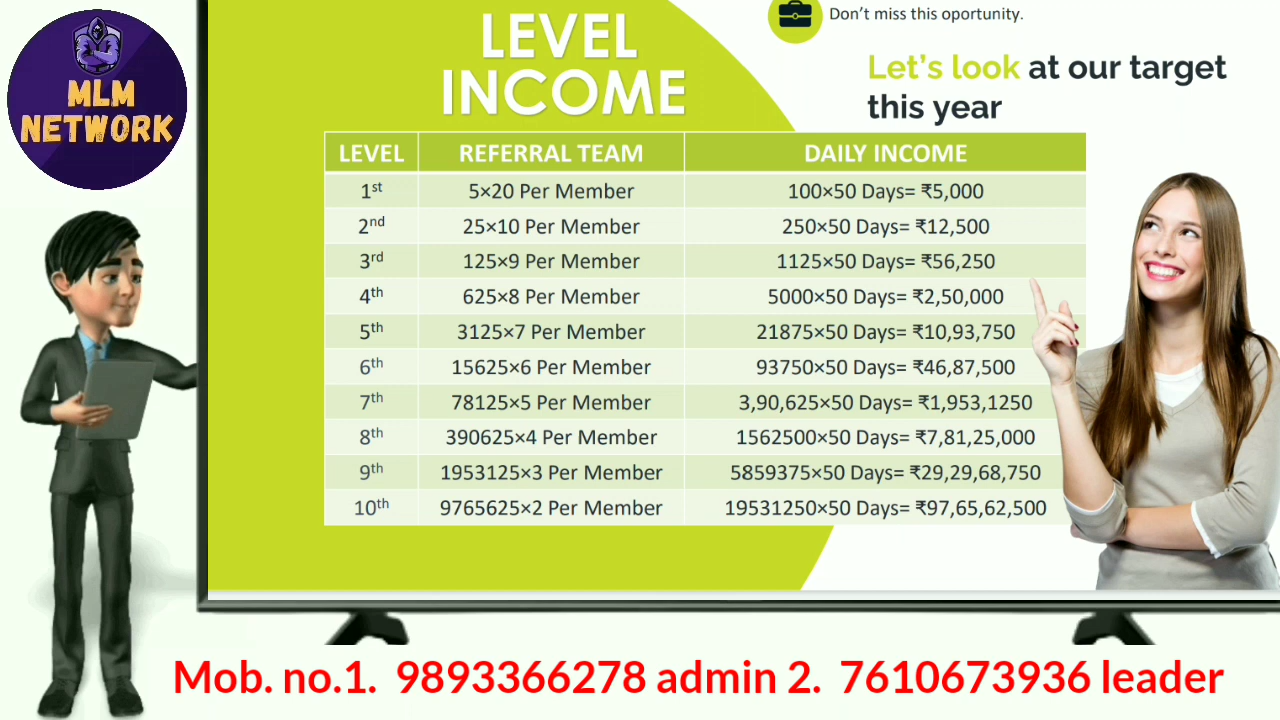 MLM
NETWORK
LEVEL
INCOME
Don't miss this oportunity.
Let's look at our target
this year
LEVEL REFERRAL TEAM DAILY INCOME
1st 5×20 Per Member 100×50 Days= ₹5,000
2nd 25×10 Per Member 250×50 Days= ₹12,500
3rd 125×9 Per Member 1125×50 Days= ₹56,250
4th 625×8 Per Member 5000×50 Days= ₹2,50,000
5th 3125×7 Per Member 21875×50 Days= ₹10,93,750
6th 15625×6 Per Member 93750×50 Days= ₹46,87,500
7th 78125×5 Per Member 3,90,625×50 Days= ₹1,953,1250
8th 390625×4 Per Member 1562500×50 Days= ₹7,81,25,000
9th 1953125×3 Per Member 5859375×50 Days= ₹29,29,68,750
10th 9765625×2 Per Member 19531250×50 Days= ₹97,65,62,500
Mob. no.1. 9893366278 admin 2. 7610673936 leader